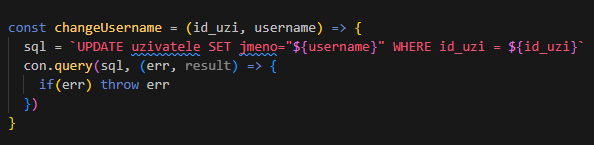 const changeUsername = (id_uzi, username) => {
sql = `UPDATE uzivatele SET jmeno="${username}" WHERE id_uzi = ${id_uzi}`
con.query(sql, (err, result) => {
if(err) throw err
})
}